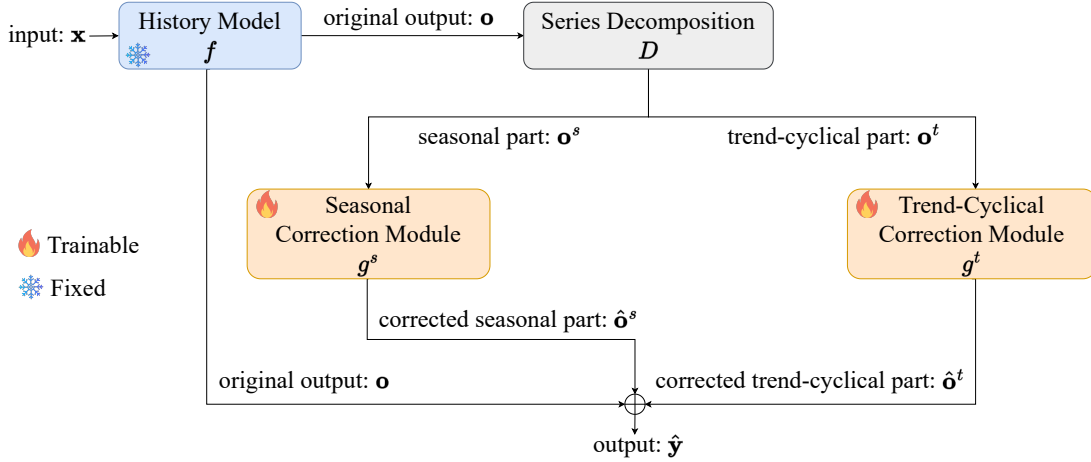 input: 𝐱
History Model
𝑓
original output: 𝐨
Series Decomposition
𝐷
seasonal part: 𝐨ˢ
trend-cyclical part: 𝐨ᵗ
Seasonal
Correction Module
𝑔ˢ
Trend-Cyclical
Correction Module
𝑔ᵗ
Trainable
Fixed
corrected seasonal part: 𝐨̂ˢ
original output: 𝐨
corrected trend-cyclical part: 𝐨̂ᵗ
output: 𝐲̂